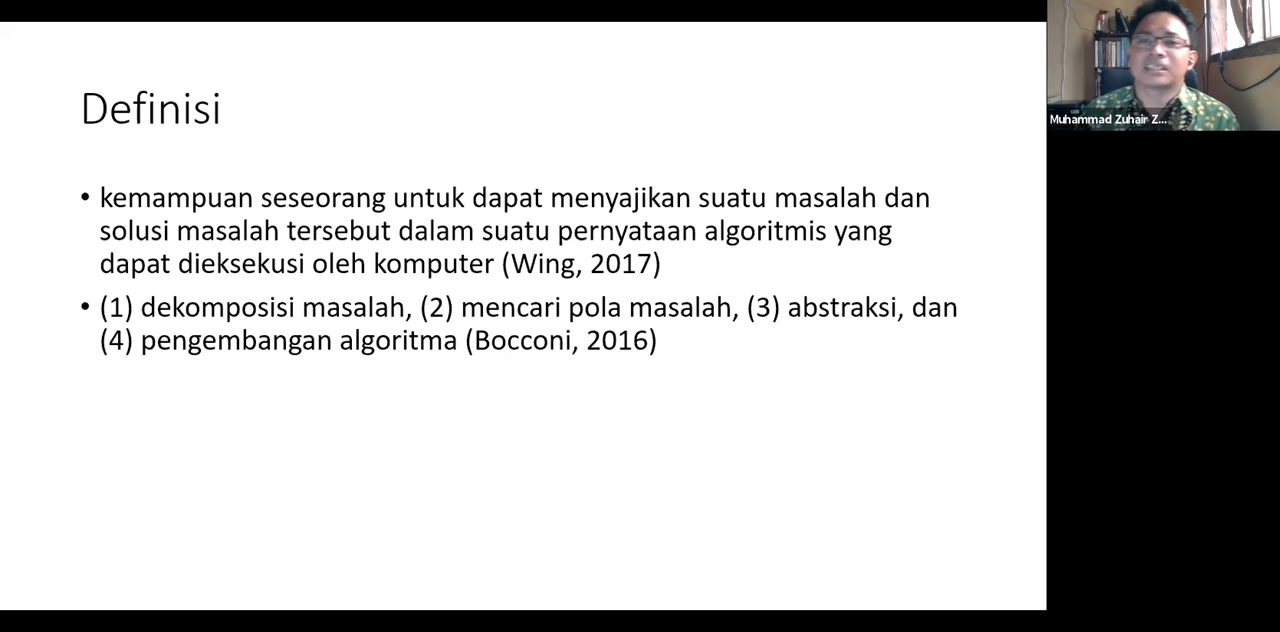 Definisi
• kemampuan seseorang untuk dapat menyajikan suatu masalah dan
solusi masalah tersebut dalam suatu pernyataan algoritmis yang
dapat dieksekusi oleh komputer (Wing, 2017)
• (1) dekomposisi masalah, (2) mencari pola masalah, (3) abstraksi, dan
(4) pengembangan algoritma (Bocconi, 2016)
Muhammad Zuhair Z...